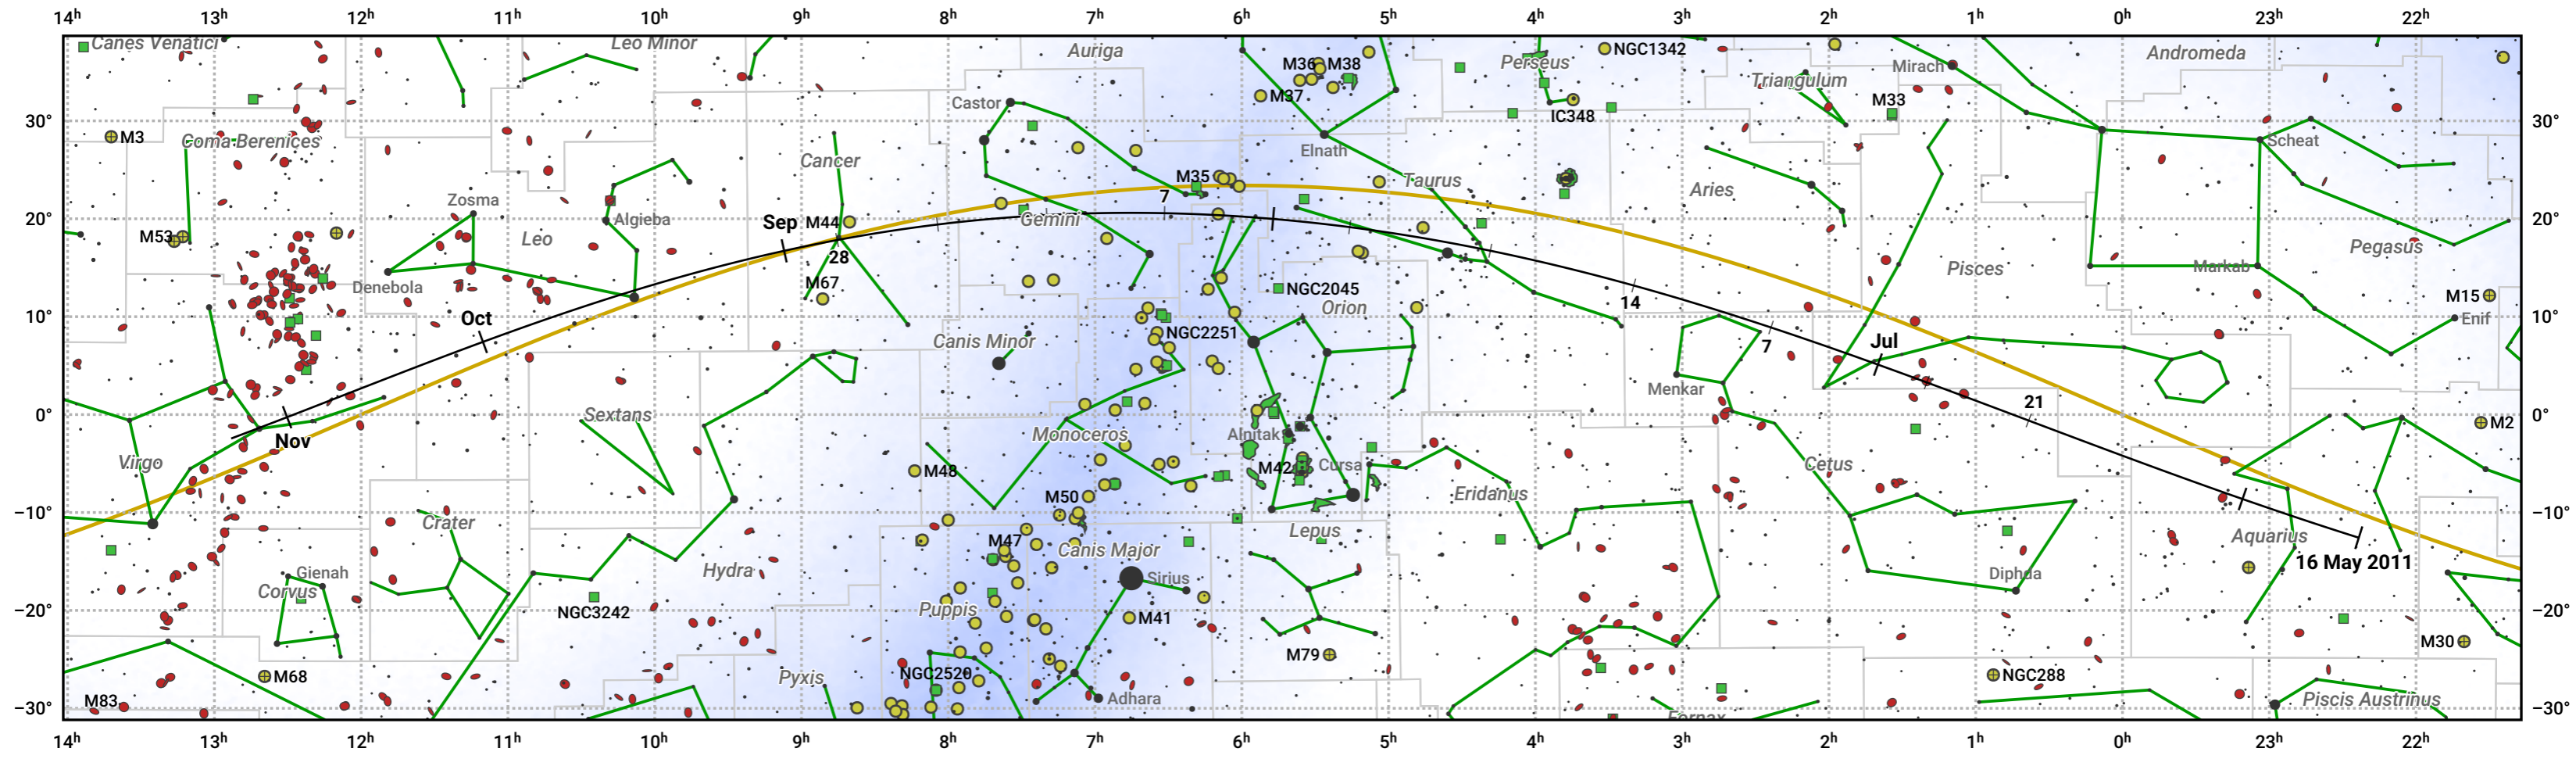 14h 13h 12h 11h 10h 9h 8h 7h 6h 5h 4h 3h 2h 1h 0h 23h 22h
Canes Venatici
Leo Minor
Auriga
M36
M38
Perseus
NGC1342
Mirach
Triangulum
Andromeda
Castor
M37
IC348
M33
30°
M3
Coma Berenices
Elnath
Scheat
30°
Cancer
M35
Taurus
Aries
Zosma
Algieba
20°
M53
Leo
Sep
M44
28
Gemini
7
Pisces
Pegasus
20°
Denebola
M67
NGC2045
Orion
14
Markab
M15
10°
Oct
Canis Minor
NGC2251
7
Jul
Enif
10°
Menkar
0°
Nov
Sextans
Monoceros
Alnitak
21
M2
0°
Virgo
M48
M42
Cursa
Eridanus
Cetus
M50
−10°
Crater
M47
Canis Major
Lepus
Aquarius
16 May 2011
−10°
Gienah
Corvus
Hydra
Sirius
Diphda
−20°
NGC3242
Puppis
M41
−20°
M79
M30
M68
Pyxis
NGC2520
Adhara
NGC288
−30°
M83
Fornax
Piscis Austrinus
−30°
14h 13h 12h 11h 10h 9h 8h 7h 6h 5h 4h 3h 2h 1h 0h 23h 22h